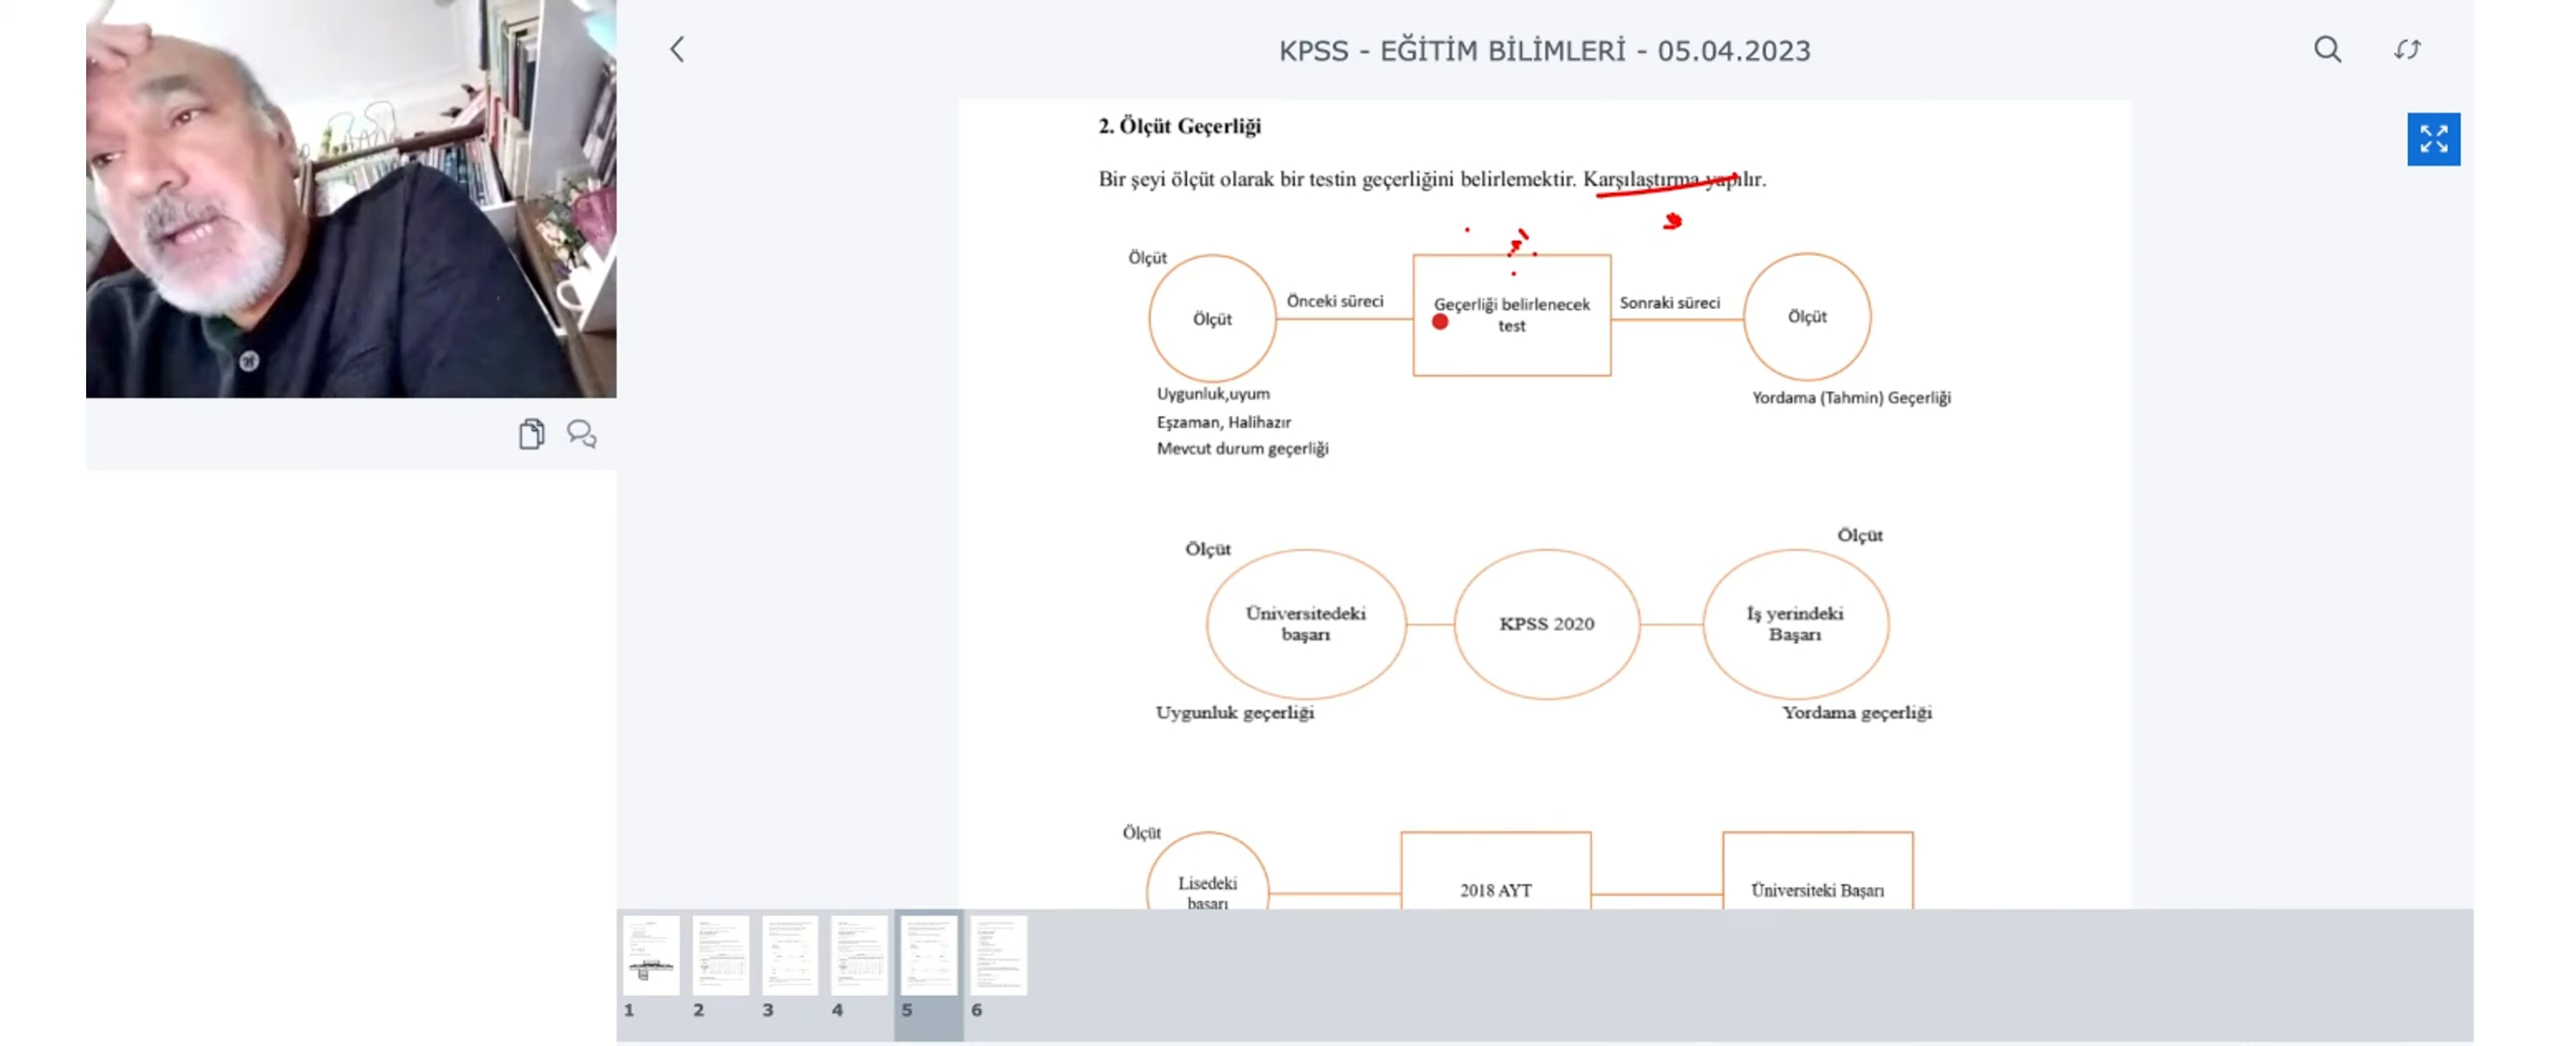 KPSS - EĞİTİM BİLİMLERİ - 05.04.2023
2. Ölçüt Geçerliği
Bir şeyi ölçüt olarak bir testin geçerliğini belirlemektir. Karşılaştırma yapılır.
Ölçüt
Ölçüt
Önceki süreci
Geçerliği belirlenecek
test
Sonraki süreci
Ölçüt
Uygunluk,uyum
Eşzaman, Halihazır
Mevcut durum geçerliği
Yordama (Tahmin) Geçerliği
Ölçüt
Ölçüt
Üniversitedeki
başarı
KPSS 2020
İş yerindeki
Başarı
Uygunluk geçerliği
Yordama geçerliği
Ölçüt
Lisedeki
başarı
2018 AYT
Üniversiteki Başarı
1
2
3
4
5
6